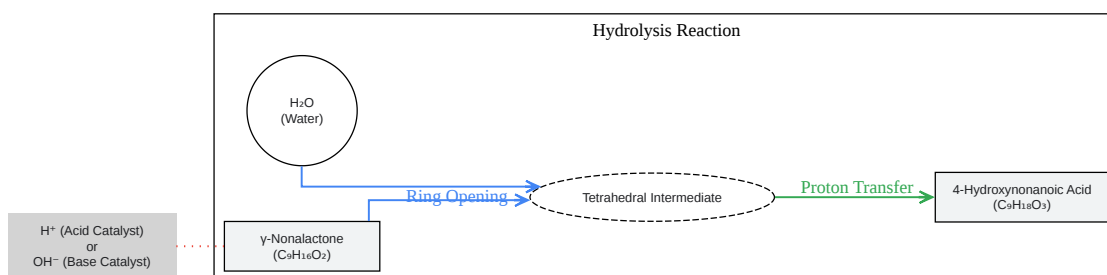 Hydrolysis Reaction
H₂O
(Water)
Ring Opening
Tetrahedral Intermediate
Proton Transfer
4-Hydroxynonanoic Acid
(C₉H₁₈O₃)
H⁺ (Acid Catalyst)
or
OH⁻ (Base Catalyst)
γ-Nonalactone
(C₉H₁₆O₂)